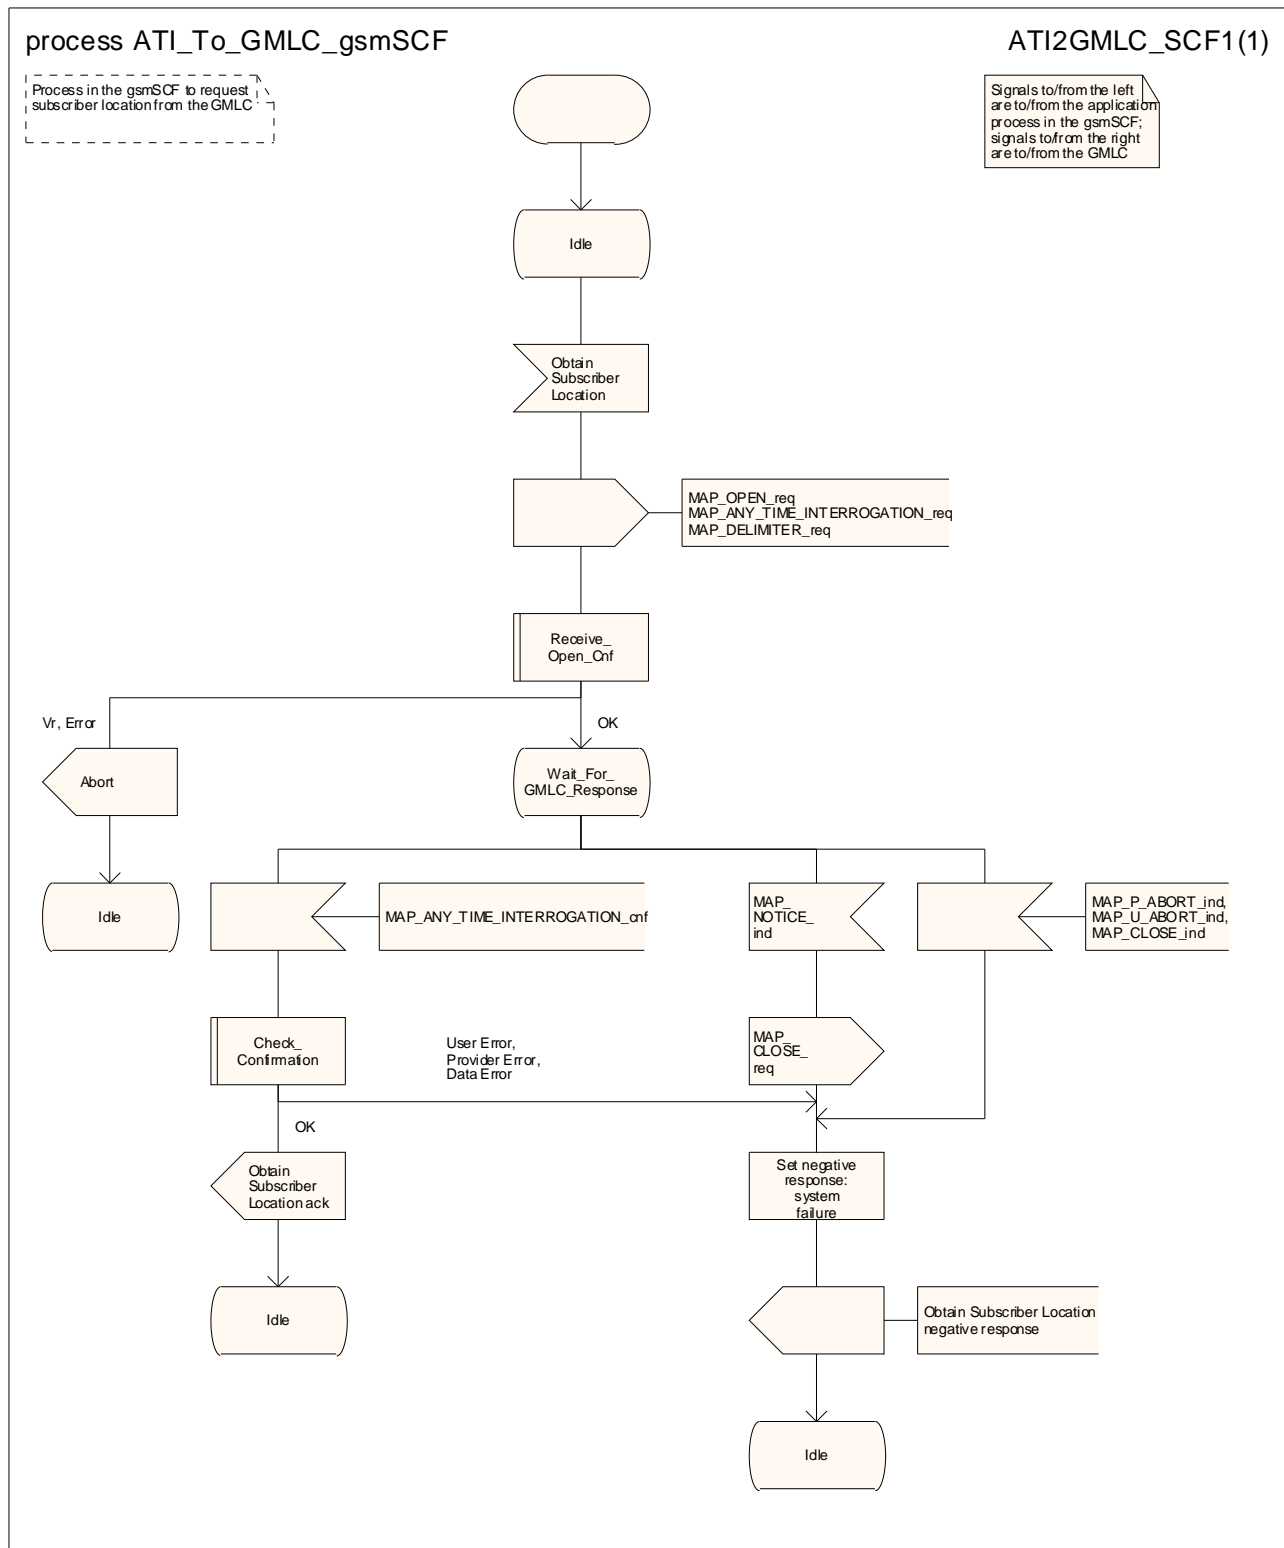 process ATI_To_GMLC_gsmSCF
ATI2GMLC_SCF1(1)
Process in the gsmSCF to request
subscriber location from the GMLC
Signals to/from the left
are to/from the application
process in the gsmSCF;
signals to/from the right
are to/from the GMLC
Idle
Obtain
Subscriber
Location
MAP_OPEN_req
MAP_ANY_TIME_INTERROGATION_req
MAP_DELIMITER_req
Receive_
Open_Cnf
Vr, Error
OK
Abort
Wait_For_
GMLC_Response
Idle
MAP_ANY_TIME_INTERROGATION_cnf
MAP_
NOTICE_
ind
MAP_P_ABORT_ind,
MAP_U_ABORT_ind,
MAP_CLOSE_ind
Check_
Confirmation
User Error,
Provider Error,
Data Error
MAP_
CLOSE_
req
OK
Obtain
Subscriber
Location ack
Set negative
response:
system
failure
Idle
Obtain Subscriber Location
negative response
Idle